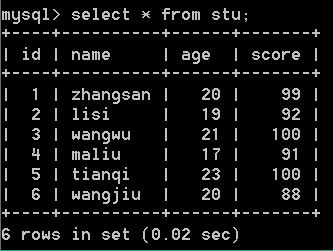 mysql> select * from stu;
+----+----------+------+-------+
| id | name     | age  | score |
+----+----------+------+-------+
|  1 | zhangsan |   20 |    99 |
|  2 | lisi     |   19 |    92 |
|  3 | wangwu   |   21 |   100 |
|  4 | maliu    |   17 |    91 |
|  5 | tianqi   |   23 |   100 |
|  6 | wangjiu  |   20 |    88 |
+----+----------+------+-------+
6 rows in set (0.02 sec)